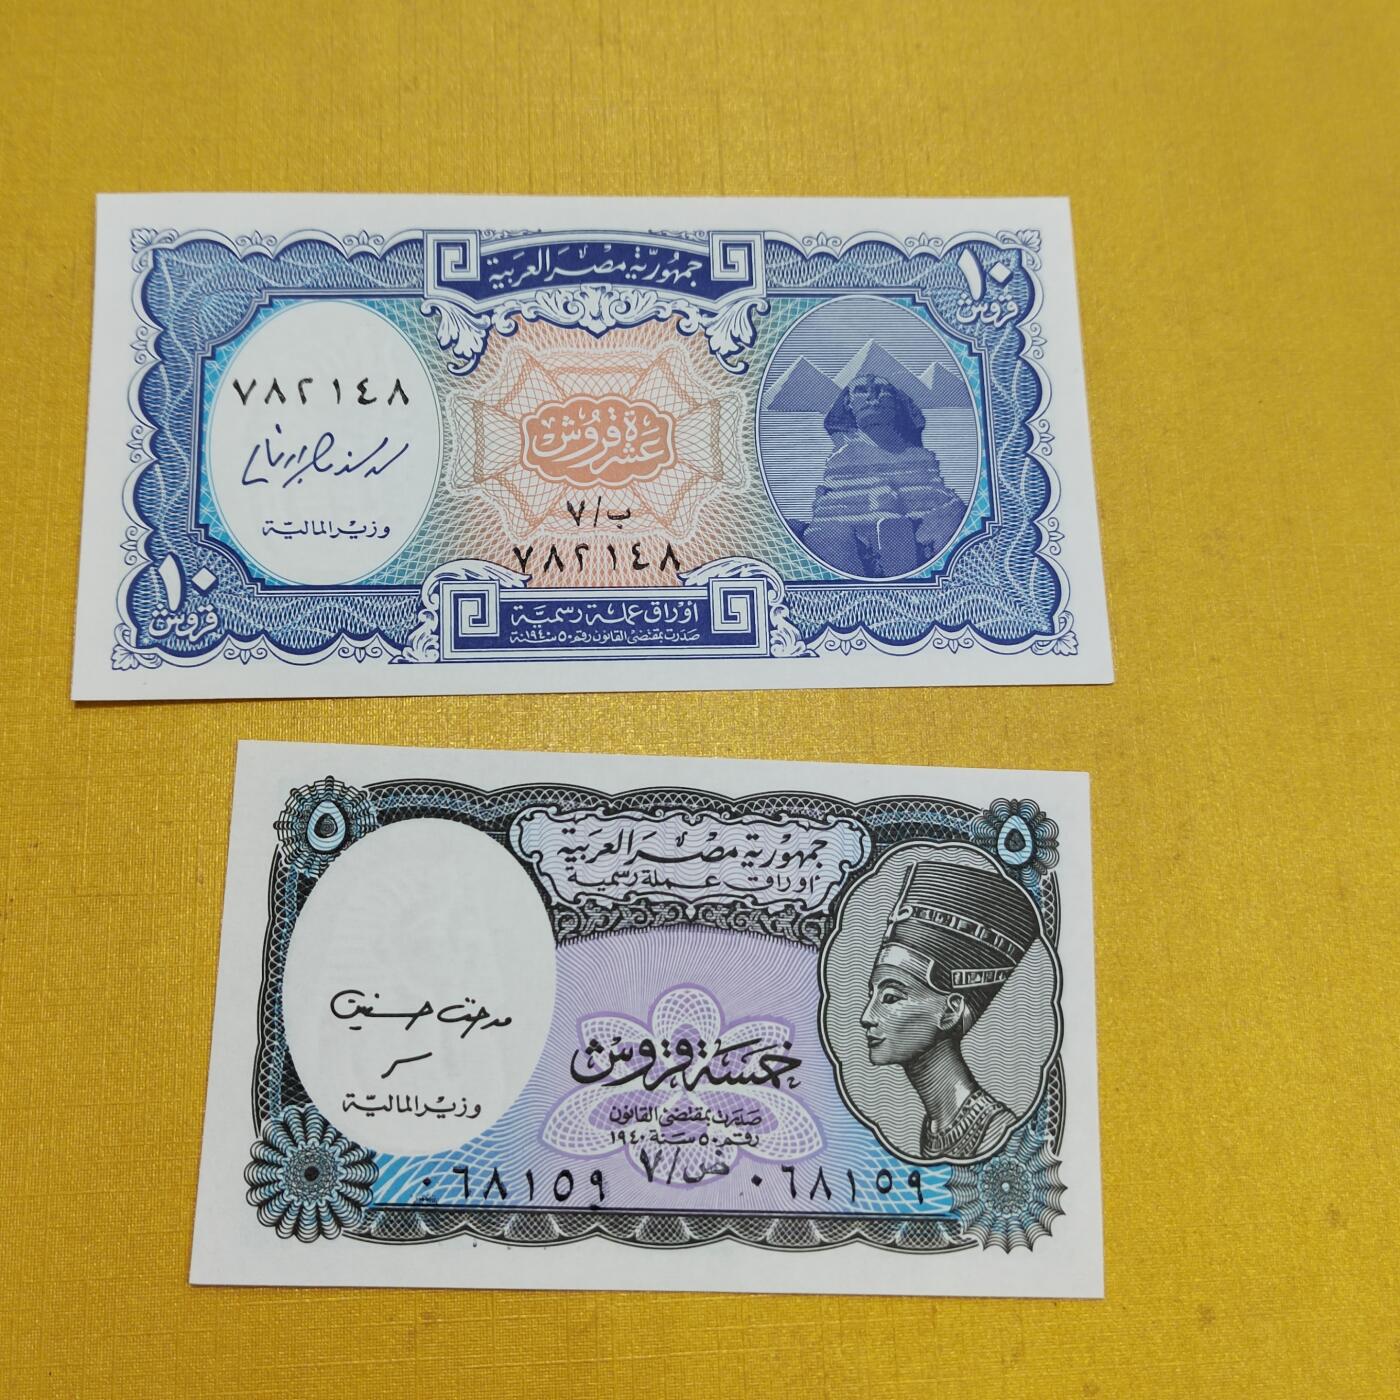 جمهورية مصر العربية
١٠
قروش
٧٨٢١٤٨
عشرة قروش
وزير المالية
ب/٧
٧٨٢١٤٨
١٠
قروش
أوراق عملة رسمية
صدرت بمقتضى القانون رقم ٥٠ سنة ١٩٤٠
٥
٥
جمهورية مصر العربية
أوراق عملة رسمية
مدحت حسنين
خمسة قروش
وزير المالية
صدرت بمقتضى القانون
رقم ٥٠ سنة ١٩٤٠
ض/٧
٠٦٨١٥٩
٠٦٨١٥٩